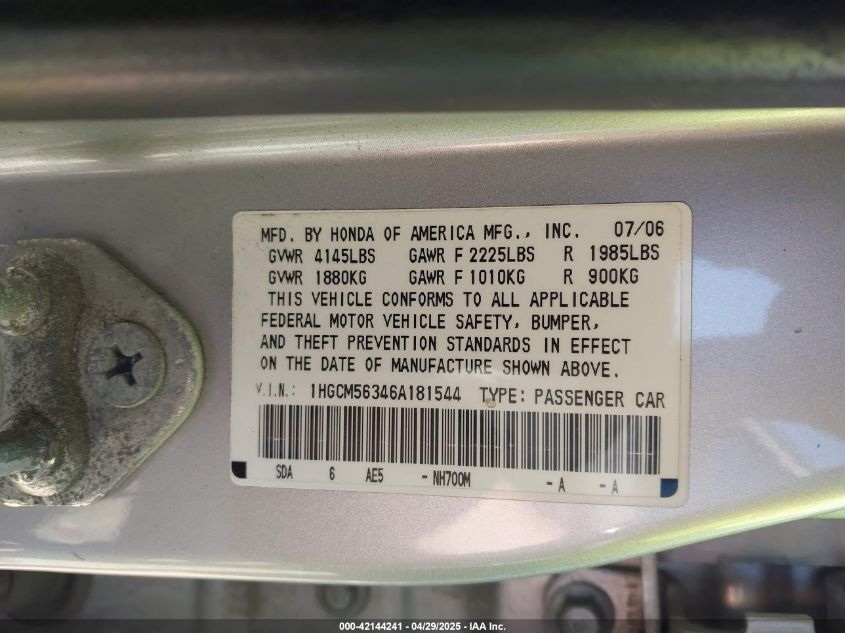 MFD. BY HONDA OF AMERICA MFG., INC. 07/06
GVWR 4145LBS GAWR F 2225LBS R 1985LBS
GVWR 1880KG GAWR F 1010KG R 900KG
THIS VEHICLE CONFORMS TO ALL APPLICABLE
FEDERAL MOTOR VEHICLE SAFETY, BUMPER,
AND THEFT PREVENTION STANDARDS IN EFFECT
ON THE DATE OF MANUFACTURE SHOWN ABOVE.
V.I.N.: 1HGCM56346A181544 TYPE: PASSENGER CAR
SDA 6 AE5 - NH700M - A - A
000-42144241 - 04/29/2025 - IAA Inc.